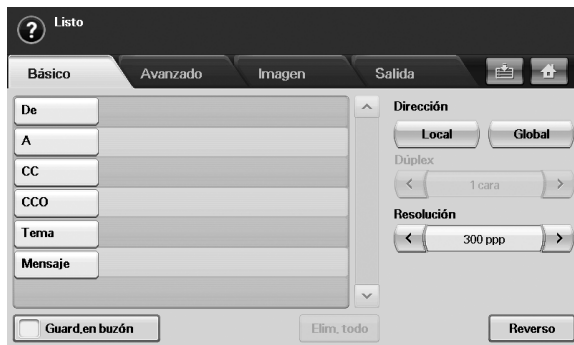 ?
Listo
Básico
Avanzado
Imagen
Salida
De
A
CC
CCO
Tema
Mensaje
Dirección
Local
Global
Dúplex
1 cara
Resolución
300 ppp
Guard,en buzón
Elim, todo
Reverso